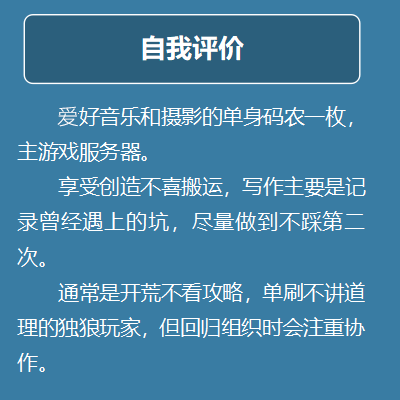 自我评价
爱好音乐和摄影的单身码农一枚，
主游戏服务器。
享受创造不喜搬运，写作主要是记
录曾经遇上的坑，尽量做到不踩第二
次。
通常是开荒不看攻略，单刷不讲道
理的独狼玩家，但回归组织时会注重协
作。